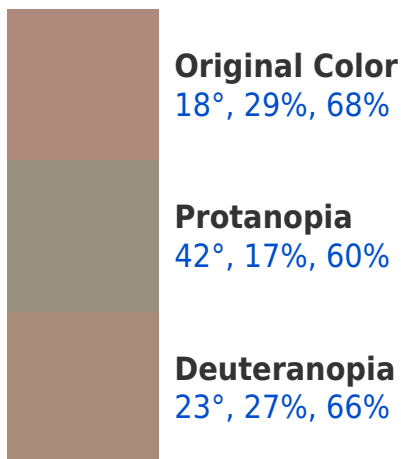 Original Color
18°, 29%, 68%
Protanopia
42°, 17%, 60%
Deuteranopia
23°, 27%, 66%